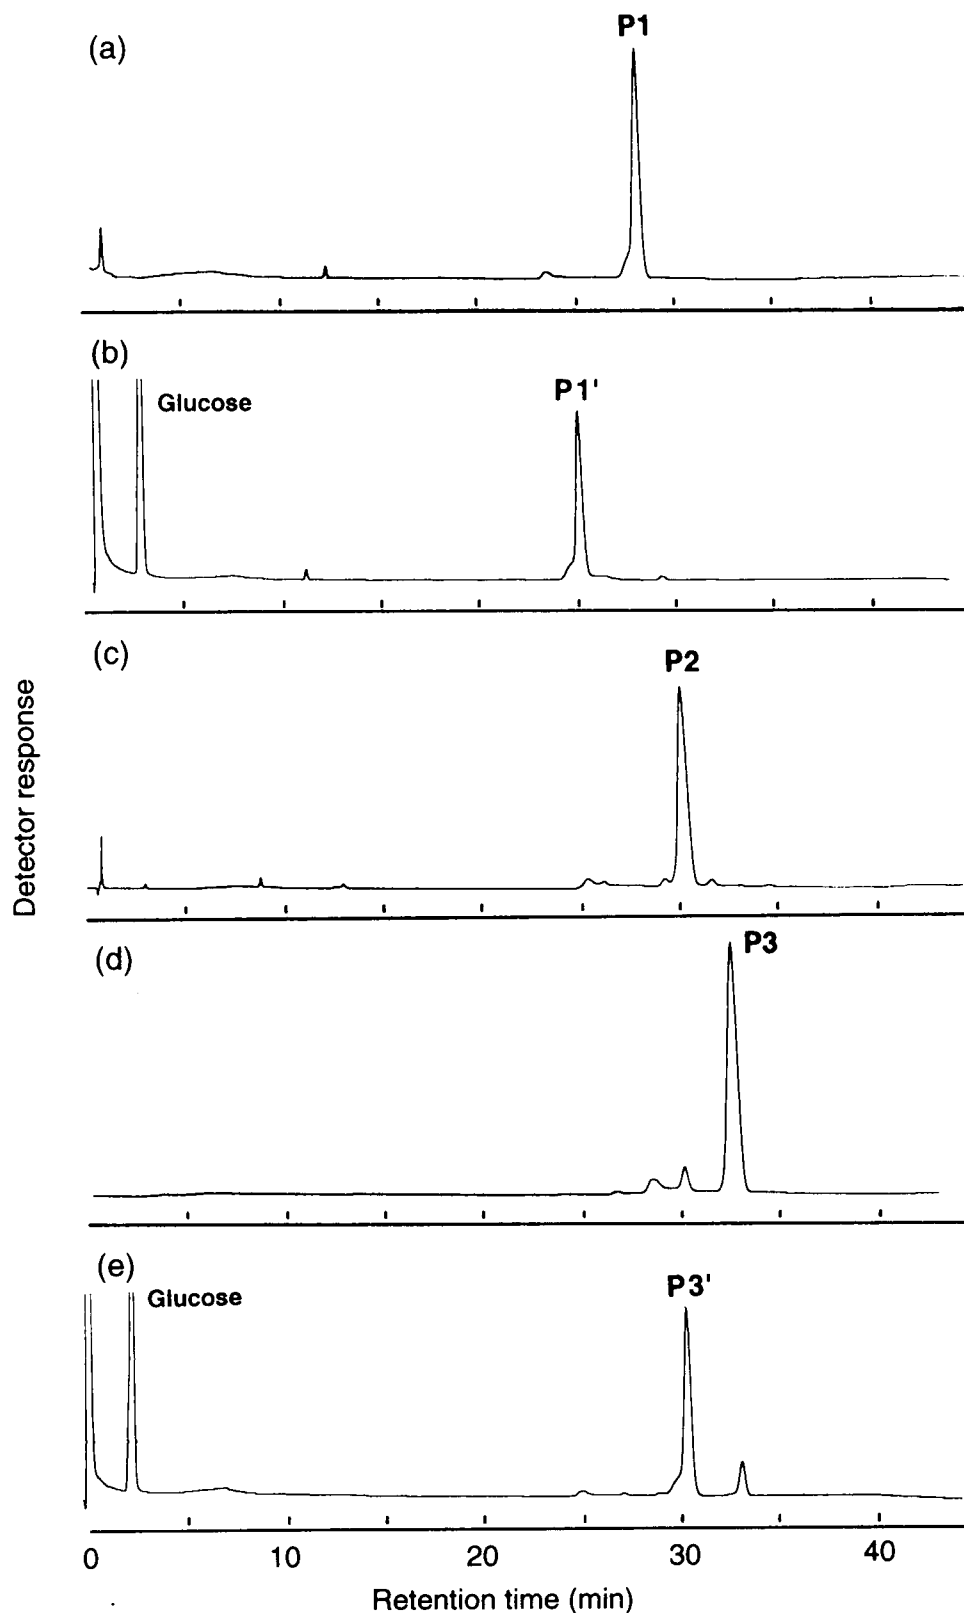 P1
(a)
(b)
Glucose
P1'
(c)
P2
Detector response
(d)
P3
(e)
Glucose
P3'
0 10 20 30 40
Retention time (min)